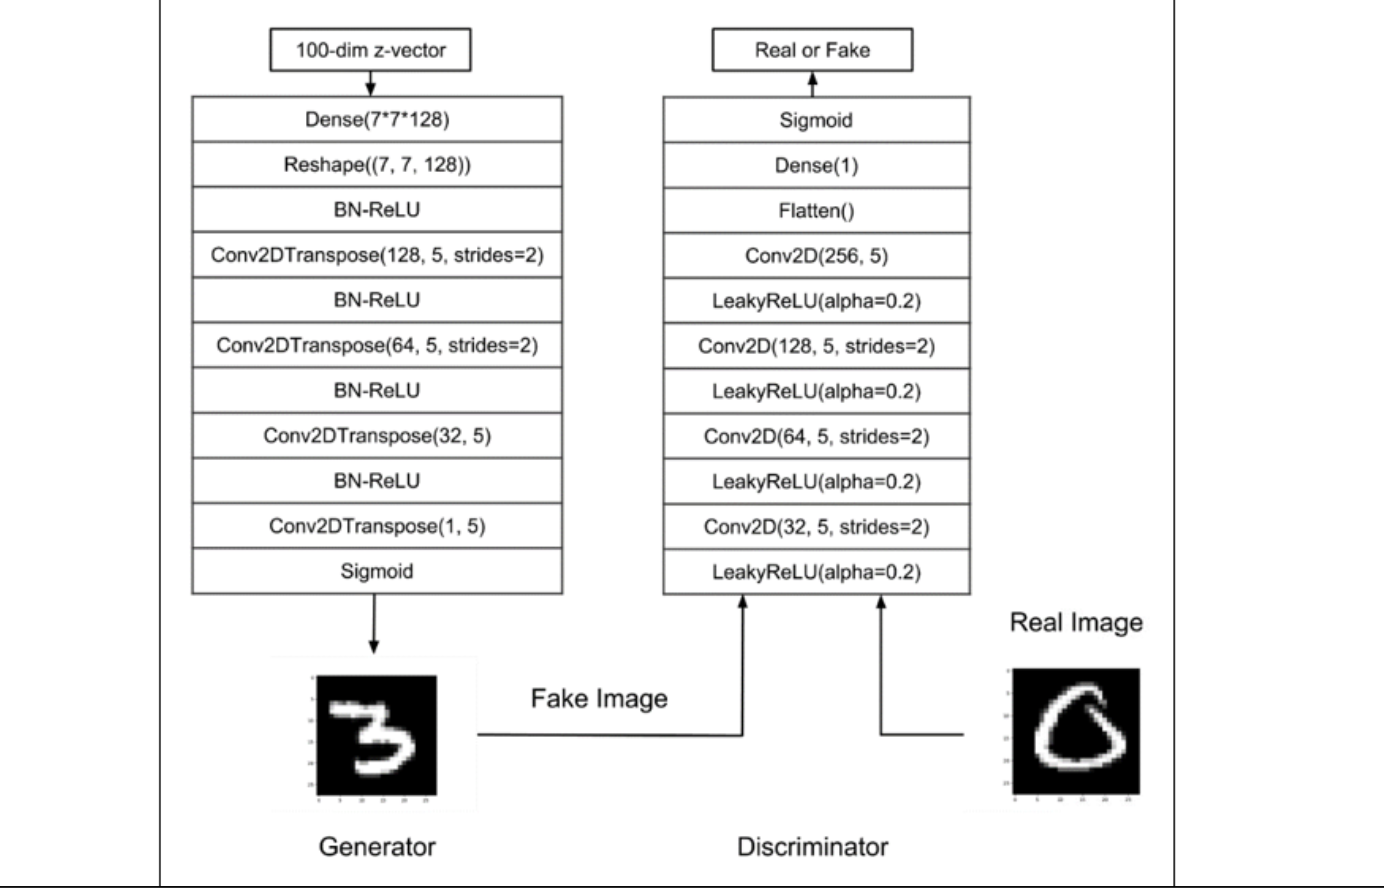 100-dim z-vector
Dense(7*7*128)
Reshape((7, 7, 128))
BN-ReLU
Conv2DTranspose(128, 5, strides=2)
BN-ReLU
Conv2DTranspose(64, 5, strides=2)
BN-ReLU
Conv2DTranspose(32, 5)
BN-ReLU
Conv2DTranspose(1, 5)
Sigmoid
Generator
Fake Image
Real or Fake
Sigmoid
Dense(1)
Flatten()
Conv2D(256, 5)
LeakyReLU(alpha=0.2)
Conv2D(128, 5, strides=2)
LeakyReLU(alpha=0.2)
Conv2D(64, 5, strides=2)
LeakyReLU(alpha=0.2)
Conv2D(32, 5, strides=2)
LeakyReLU(alpha=0.2)
Discriminator
Real Image